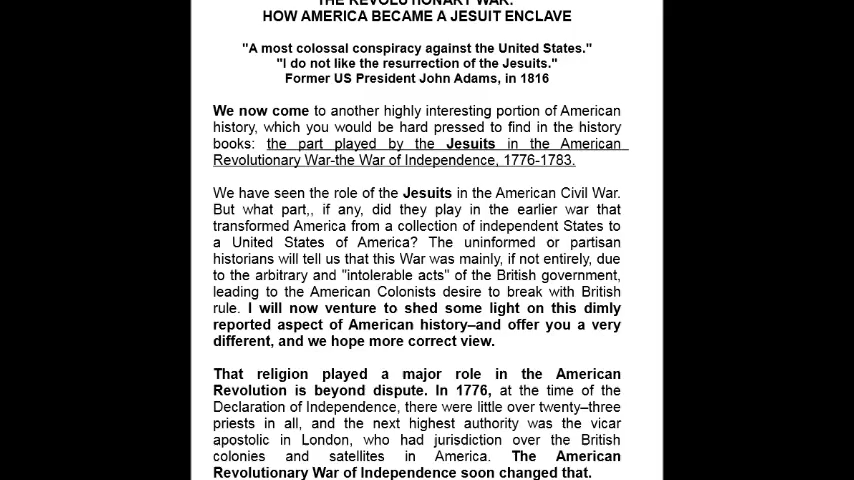 THE REVOLUTIONARY WAR:
HOW AMERICA BECAME A JESUIT ENCLAVE
"A most colossal conspiracy against the United States."
"I do not like the resurrection of the Jesuits."
Former US President John Adams, in 1816
We now come to another highly interesting portion of American
history, which you would be hard pressed to find in the history
books: the part played by the Jesuits in the American
Revolutionary War-the War of Independence, 1776-1783.
We have seen the role of the Jesuits in the American Civil War.
But what part,, if any, did they play in the earlier war that
transformed America from a collection of independent States to
a United States of America? The uninformed or partisan
historians will tell us that this War was mainly, if not entirely, due
to the arbitrary and "intolerable acts" of the British government,
leading to the American Colonists desire to break with British
rule. I will now venture to shed some light on this dimly
reported aspect of American history–and offer you a very
different, and we hope more correct view.
That religion played a major role in the American
Revolution is beyond dispute. In 1776, at the time of the
Declaration of Independence, there were little over twenty–three
priests in all, and the next highest authority was the vicar
apostolic in London, who had jurisdiction over the British
colonies and satellites in America. The American
Revolutionary War of Independence soon changed that.